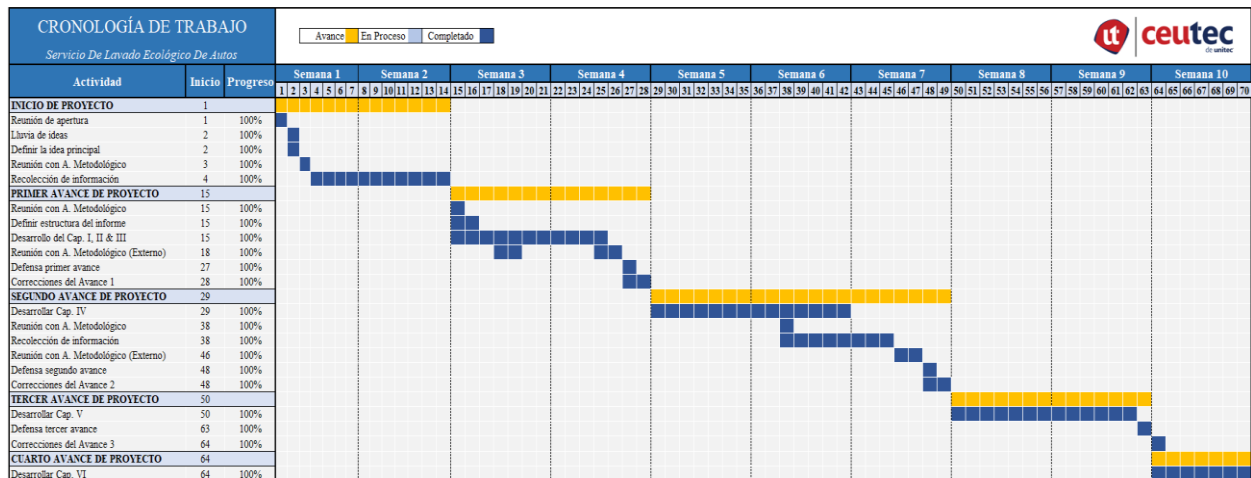 CRONOLOGÍA DE TRABAJO
Servicio De Lavado Ecológico De Autos
Avance En Proceso Completado
ceutec
de unitec
Actividad Inicio Progreso Semana 1 Semana 2 Semana 3 Semana 4 Semana 5 Semana 6 Semana 7 Semana 8 Semana 9 Semana 10
1 2 3 4 5 6 7 8 9 10 11 12 13 14 15 16 17 18 19 20 21 22 23 24 25 26 27 28 29 30 31 32 33 34 35 36 37 38 39 40 41 42 43 44 45 46 47 48 49 50 51 52 53 54 55 56 57 58 59 60 61 62 63 64 65 66 67 68 69 70
INICIO DE PROYECTO 1
Reunión de apertura 1 100%
Lluvia de ideas 2 100%
Definir la idea principal 2 100%
Reunión con A. Metodológico 3 100%
Recolección de información 4 100%
PRIMER AVANCE DE PROYECTO 15
Reunión con A. Metodológico 15 100%
Definir estructura del informe 15 100%
Desarrollo del Cap. I, II & III 15 100%
Reunión con A. Metodológico (Externo) 18 100%
Defensa primer avance 27 100%
Correcciones del Avance 1 28 100%
SEGUNDO AVANCE DE PROYECTO 29
Desarrollar Cap. IV 29 100%
Reunión con A. Metodológico 38 100%
Recolección de información 38 100%
Reunión con A. Metodológico (Externo) 46 100%
Defensa segundo avance 48 100%
Correcciones del Avance 2 48 100%
TERCER AVANCE DE PROYECTO 50
Desarrollar Cap. V 50 100%
Defensa tercer avance 63 100%
Correcciones del Avance 3 64 100%
CUARTO AVANCE DE PROYECTO 64
Desarrollar Cap. VI 64 100%